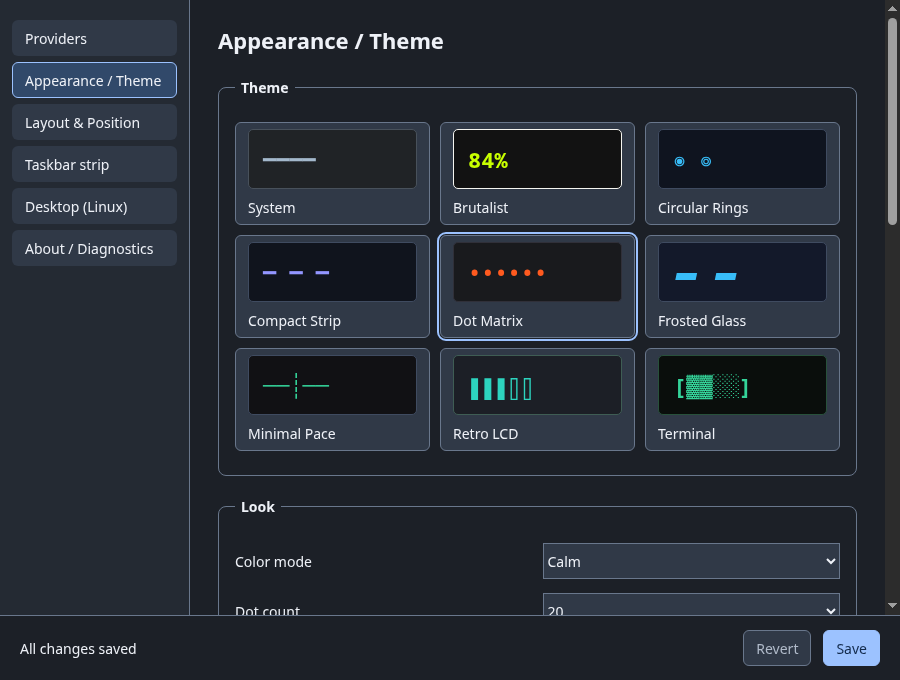 Providers
Appearance / Theme
Layout & Position
Taskbar strip
Desktop (Linux)
About / Diagnostics
Appearance / Theme
Theme
System
84%
Brutalist
Circular Rings
Compact Strip
Dot Matrix
Frosted Glass
Minimal Pace
Retro LCD
[▓▓░░]
Terminal
Look
Color mode
Calm
Dot count
20
All changes saved
Revert
Save